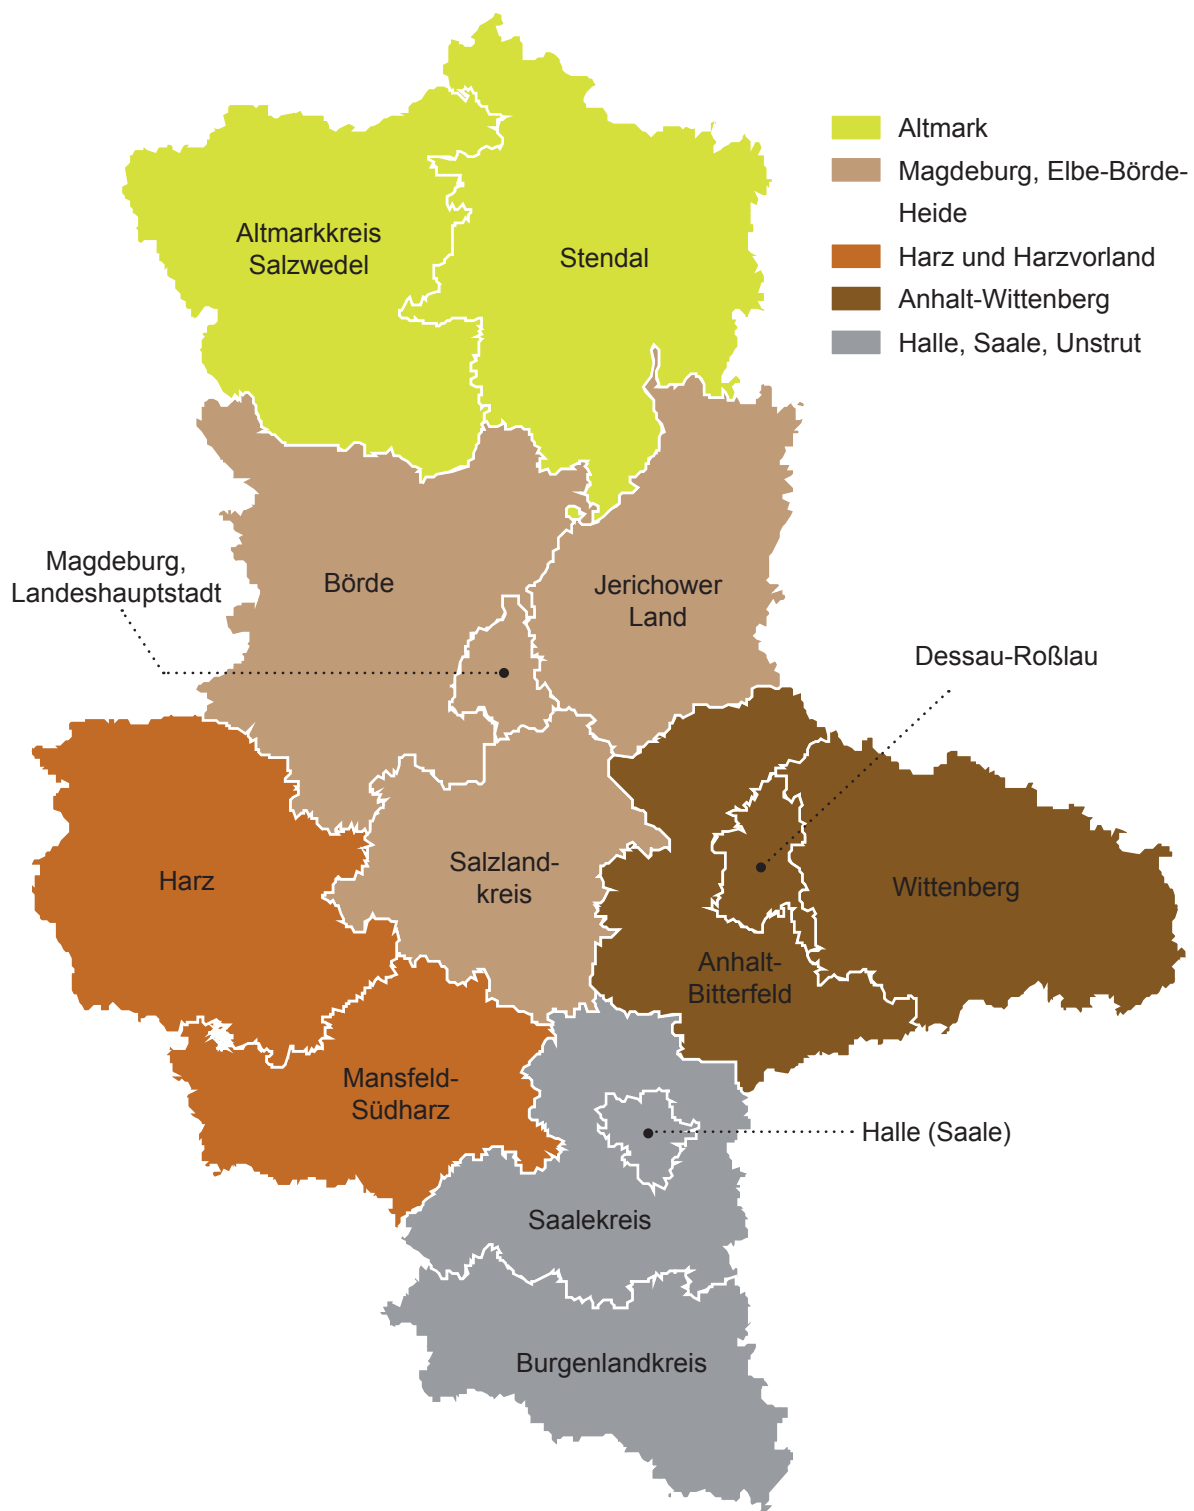 Altmark
Magdeburg, Elbe-Börde-
Heide
Harz und Harzvorland
Anhalt-Wittenberg
Halle, Saale, Unstrut
Altmarkkreis
Salzwedel
Stendal
Magdeburg,
Landeshauptstadt
Börde
Jerichower
Land
Dessau-Roßlau
Harz
Salzland-
kreis
Wittenberg
Anhalt-
Bitterfeld
Mansfeld-
Südharz
Halle (Saale)
Saalekreis
Burgenlandkreis